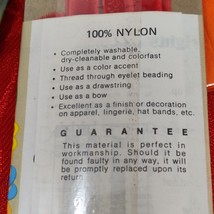 100% NYLON
• Completely washable,
dry-cleanable and colorfast
• Use as a color accent
• Thread through eyelet beading
• Use as a drawstring
• Use as a bow
• Excellent as a finish or decoration
on apparel, lingerie, hat bands, etc.
GUARANTEE
This material is perfect in
workmanship. Should it be
found faulty in any way, it will
be promptly replaced upon its
return.